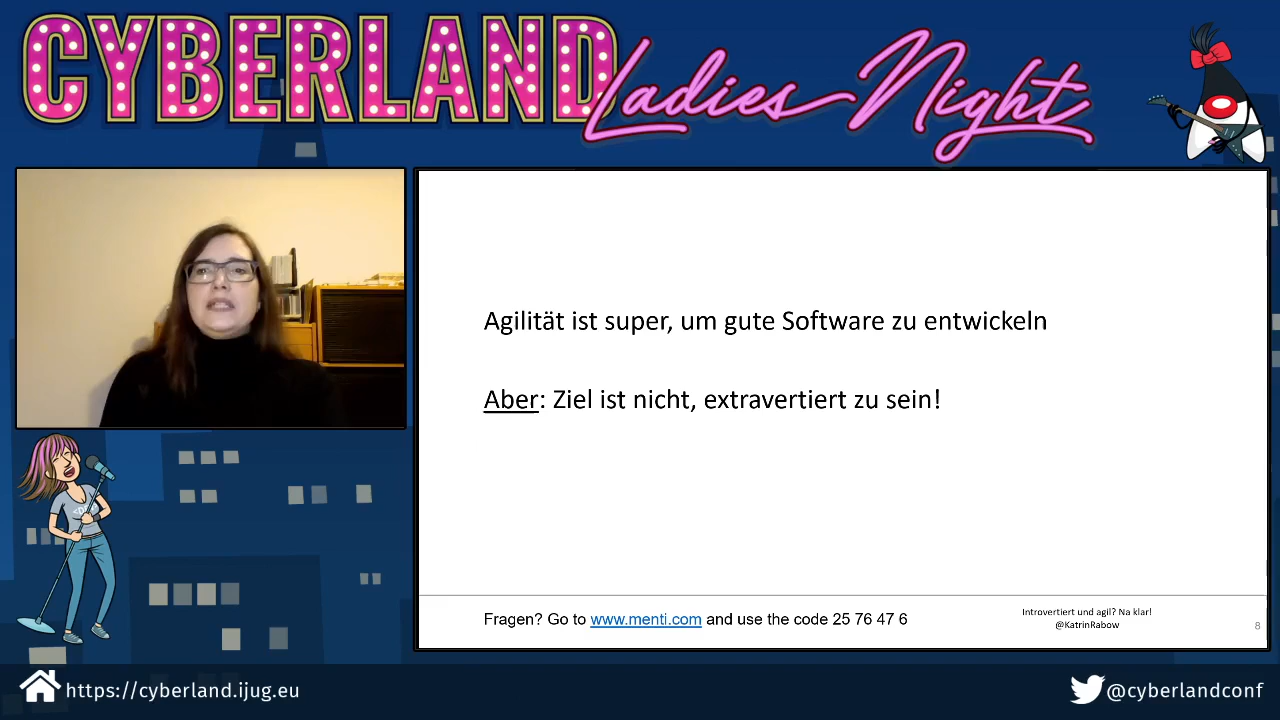 CYBERLAND Ladies Night
Agilität ist super, um gute Software zu entwickeln
Aber: Ziel ist nicht, extravertiert zu sein!
Fragen? Go to www.menti.com and use the code 25 76 47 6
Introvertiert und agil? Na klar!
@KatrinRabow
8
https://cyberland.ijug.eu
@cyberlandconf